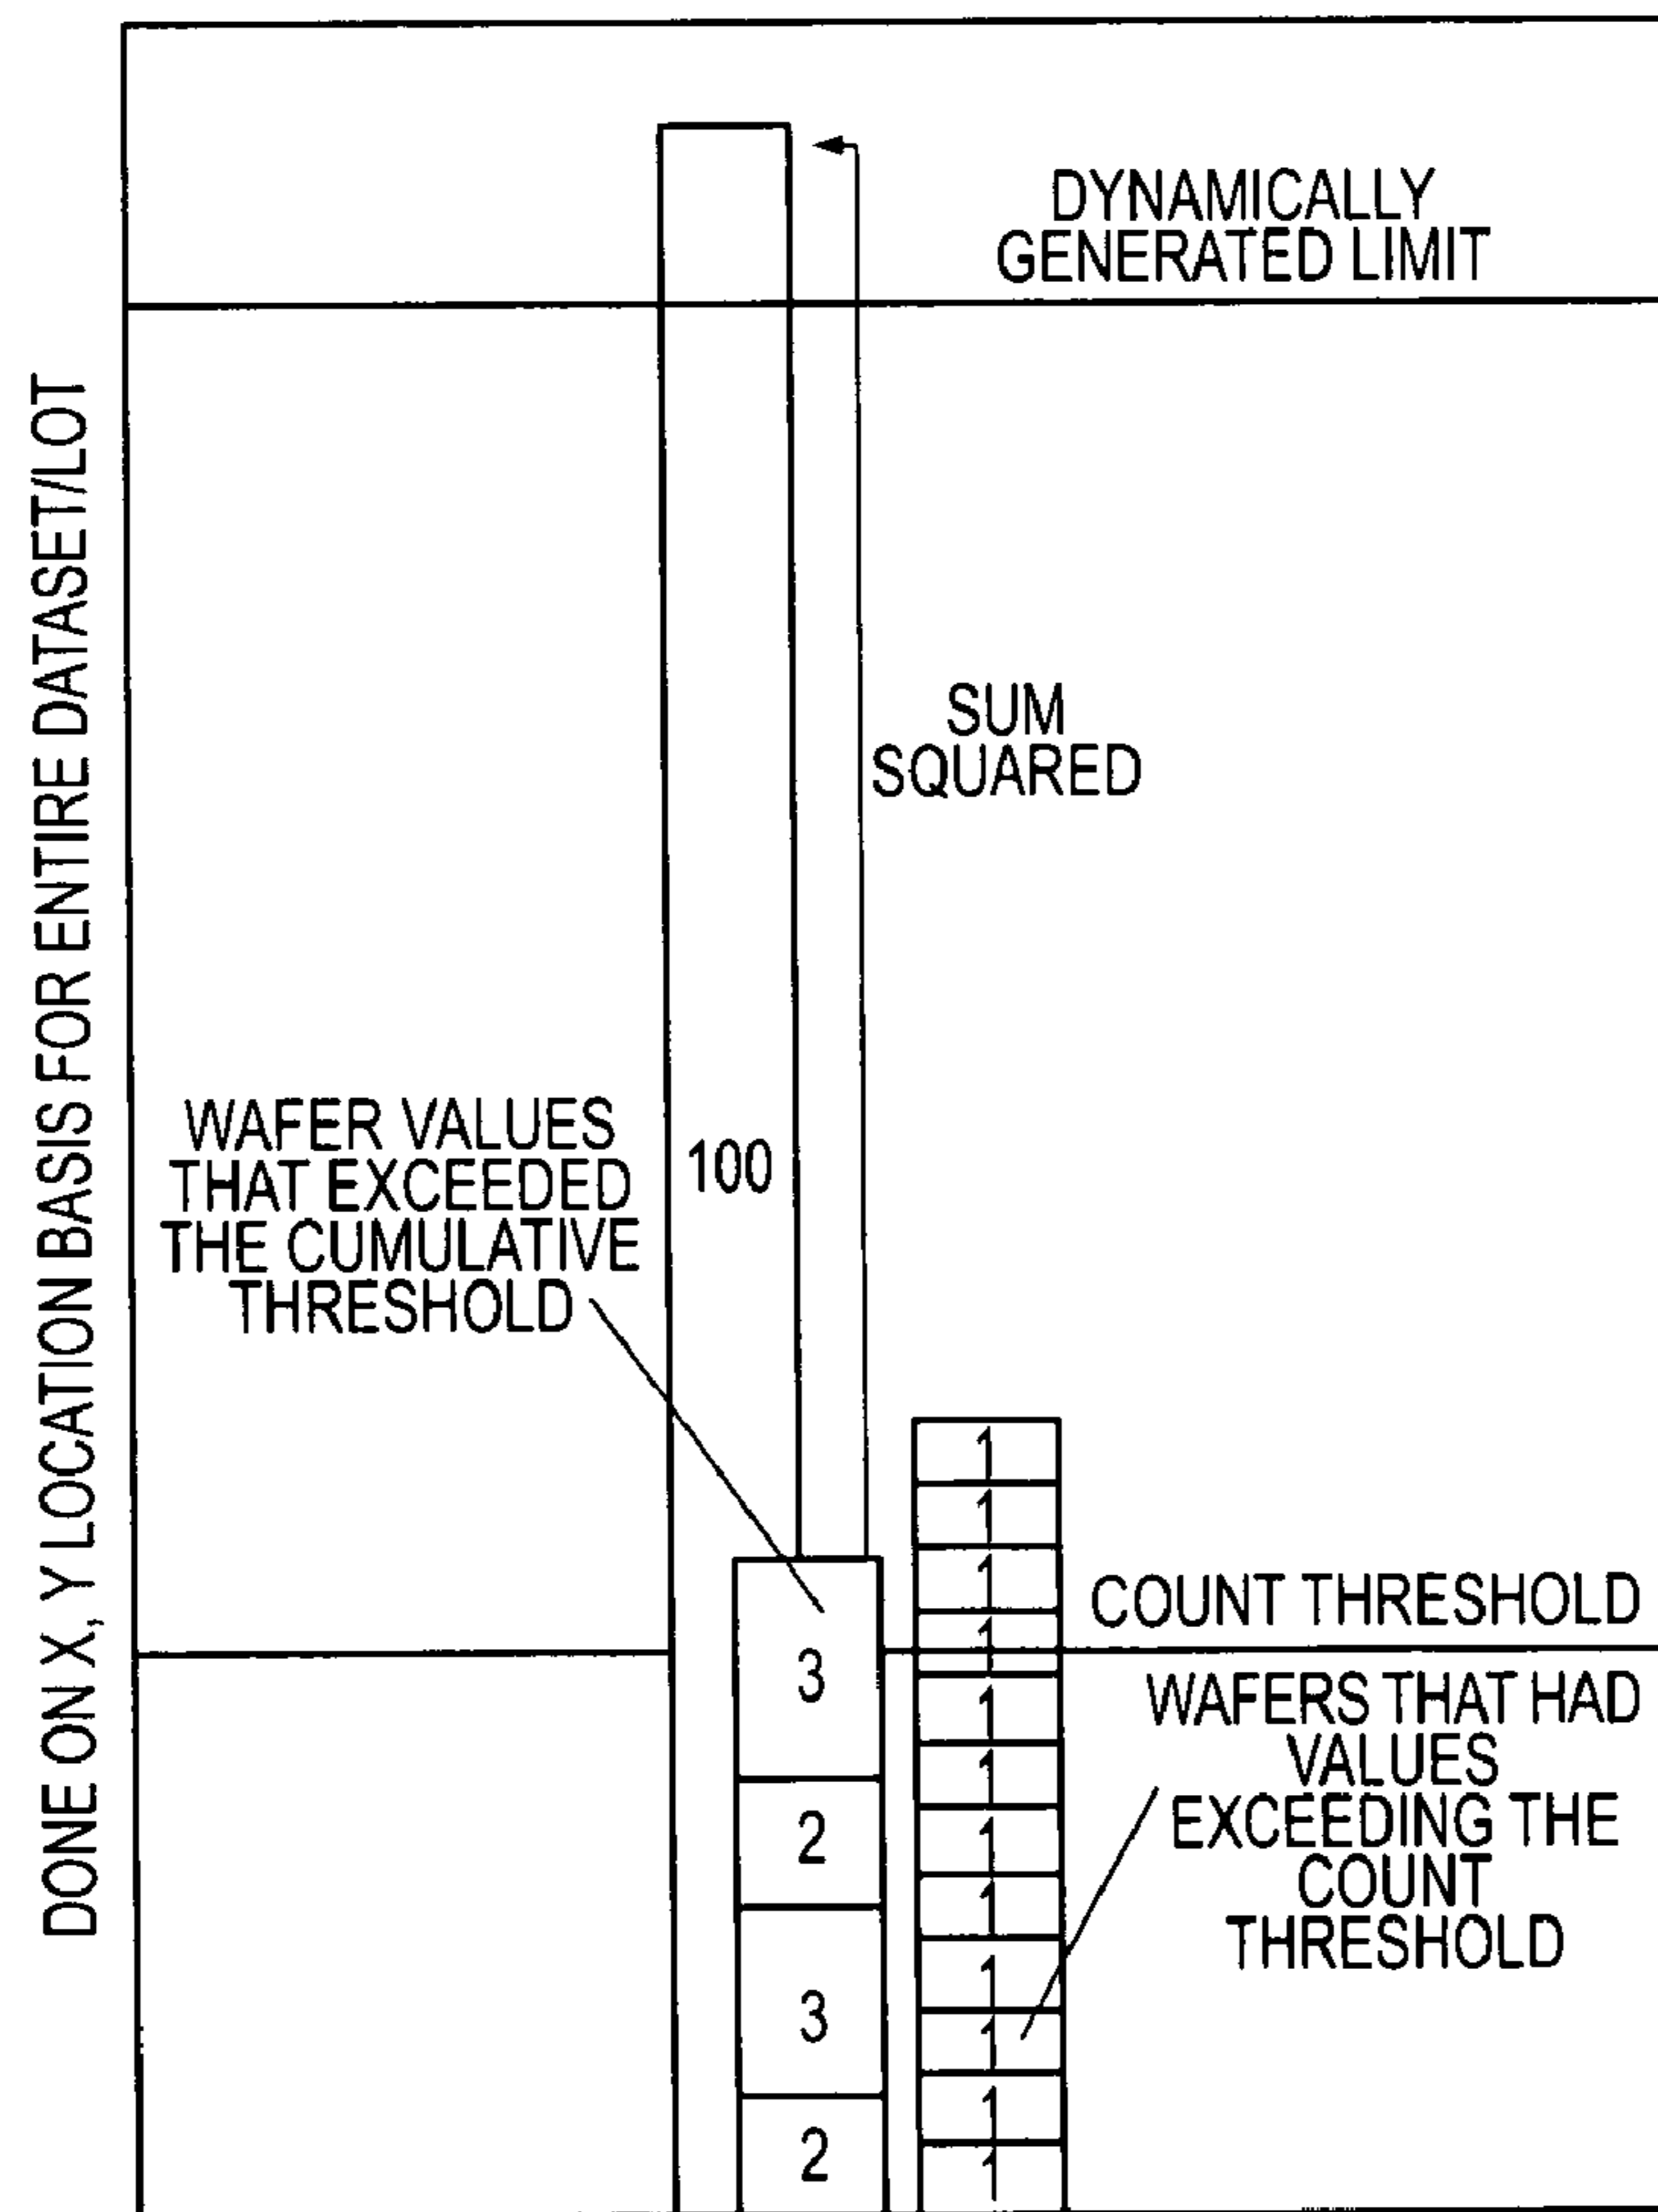 DONE ON X, Y LOCATION BASIS FOR ENTIRE DATASET/LOT
DYNAMICALLY
GENERATED LIMIT
SUM
SQUARED
WAFER VALUES
THAT EXCEEDED
THE CUMULATIVE
THRESHOLD
100
COUNT THRESHOLD
WAFERS THAT HAD
VALUES
EXCEEDING THE
COUNT
THRESHOLD
3
2
3
2
1
1
1
1
1
1
1
1
1
1
1
1